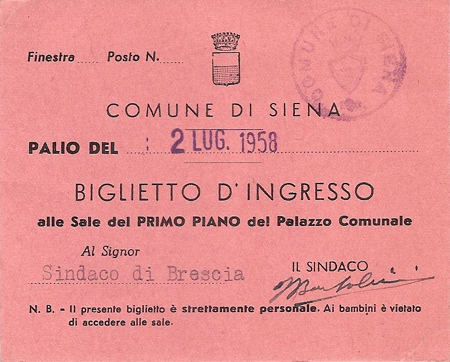 Finestra ...... Posto N. .......
COMUNE DI SIENA
COMUNE DI SIENA
PALIO DEL : 2 LUG. 1958
BIGLIETTO D'INGRESSO
alle Sale del PRIMO PIANO del Palazzo Comunale
Al Signor
Sindaco di Brescia
IL SINDACO
N. B. - Il presente biglietto è strettamente personale. Ai bambini è vietato
di accedere alle sale.